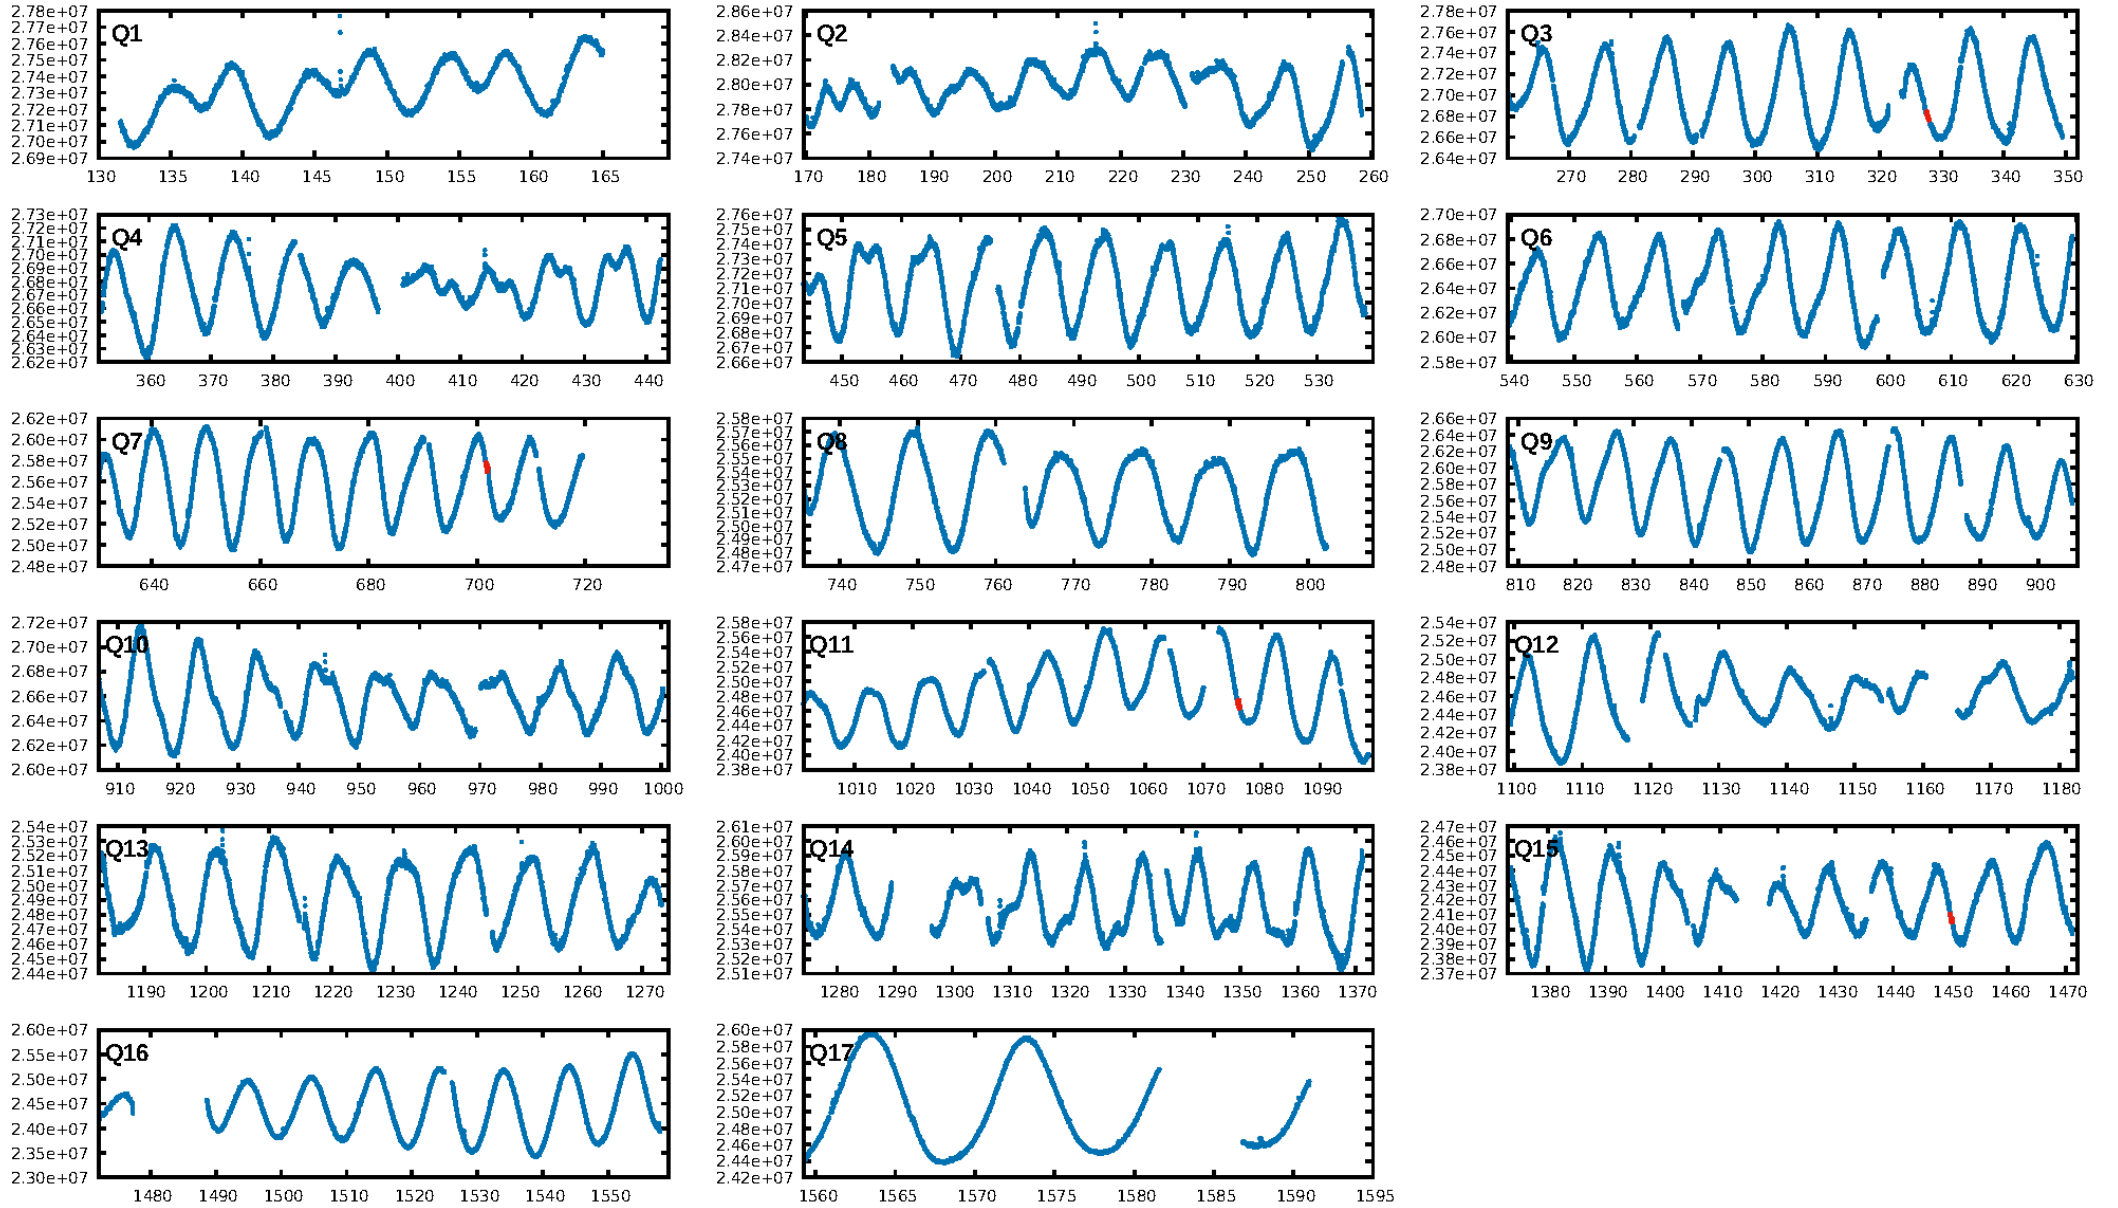 Q1
2.78e+07
2.77e+07
2.76e+07
2.75e+07
2.74e+07
2.73e+07
2.72e+07
2.71e+07
2.70e+07
2.69e+07
130 135 140 145 150 155 160 165
Q2
2.86e+07
2.84e+07
2.82e+07
2.80e+07
2.78e+07
2.76e+07
2.74e+07
170 180 190 200 210 220 230 240 250 260
Q3
2.78e+07
2.76e+07
2.74e+07
2.72e+07
2.70e+07
2.68e+07
2.66e+07
2.64e+07
270 280 290 300 310 320 330 340 350
Q4
2.73e+07
2.72e+07
2.71e+07
2.70e+07
2.69e+07
2.68e+07
2.67e+07
2.66e+07
2.65e+07
2.64e+07
2.63e+07
2.62e+07
360 370 380 390 400 410 420 430 440
Q5
2.76e+07
2.75e+07
2.74e+07
2.73e+07
2.72e+07
2.71e+07
2.70e+07
2.69e+07
2.68e+07
2.67e+07
2.66e+07
450 460 470 480 490 500 510 520 530
Q6
2.70e+07
2.68e+07
2.66e+07
2.64e+07
2.62e+07
2.60e+07
2.58e+07
540 550 560 570 580 590 600 610 620 630
Q7
2.62e+07
2.60e+07
2.58e+07
2.56e+07
2.54e+07
2.52e+07
2.50e+07
2.48e+07
640 660 680 700 720
Q8
2.58e+07
2.57e+07
2.56e+07
2.55e+07
2.54e+07
2.53e+07
2.52e+07
2.51e+07
2.50e+07
2.49e+07
2.48e+07
2.47e+07
740 750 760 770 780 790 800
Q9
2.66e+07
2.64e+07
2.62e+07
2.60e+07
2.58e+07
2.56e+07
2.54e+07
2.52e+07
2.50e+07
2.48e+07
810 820 830 840 850 860 870 880 890 900
Q10
2.72e+07
2.70e+07
2.68e+07
2.66e+07
2.64e+07
2.62e+07
2.60e+07
910 920 930 940 950 960 970 980 990 1000
Q11
2.58e+07
2.56e+07
2.54e+07
2.52e+07
2.50e+07
2.48e+07
2.46e+07
2.44e+07
2.42e+07
2.40e+07
2.38e+07
1010 1020 1030 1040 1050 1060 1070 1080 1090
Q12
2.54e+07
2.52e+07
2.50e+07
2.48e+07
2.46e+07
2.44e+07
2.42e+07
2.40e+07
2.38e+07
1100 1110 1120 1130 1140 1150 1160 1170 1180
Q13
2.54e+07
2.53e+07
2.52e+07
2.51e+07
2.50e+07
2.49e+07
2.48e+07
2.47e+07
2.46e+07
2.45e+07
2.44e+07
1190 1200 1210 1220 1230 1240 1250 1260 1270
Q14
2.61e+07
2.60e+07
2.59e+07
2.58e+07
2.57e+07
2.56e+07
2.55e+07
2.54e+07
2.53e+07
2.52e+07
2.51e+07
1280 1290 1300 1310 1320 1330 1340 1350 1360 1370
Q15
2.47e+07
2.46e+07
2.45e+07
2.44e+07
2.43e+07
2.42e+07
2.41e+07
2.40e+07
2.39e+07
2.38e+07
2.37e+07
1380 1390 1400 1410 1420 1430 1440 1450 1460 1470
Q16
2.60e+07
2.55e+07
2.50e+07
2.45e+07
2.40e+07
2.35e+07
2.30e+07
1480 1490 1500 1510 1520 1530 1540 1550
Q17
2.60e+07
2.58e+07
2.56e+07
2.54e+07
2.52e+07
2.50e+07
2.48e+07
2.46e+07
2.44e+07
2.42e+07
1560 1565 1570 1575 1580 1585 1590 1595